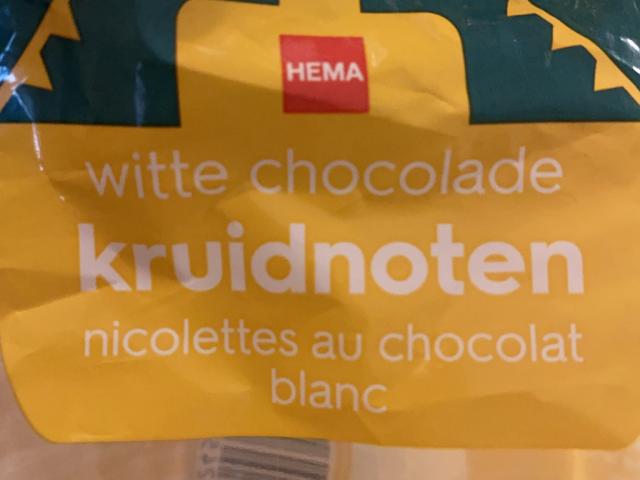 HEMA
witte chocolade
kruidnoten
nicolettes au chocolat
blanc